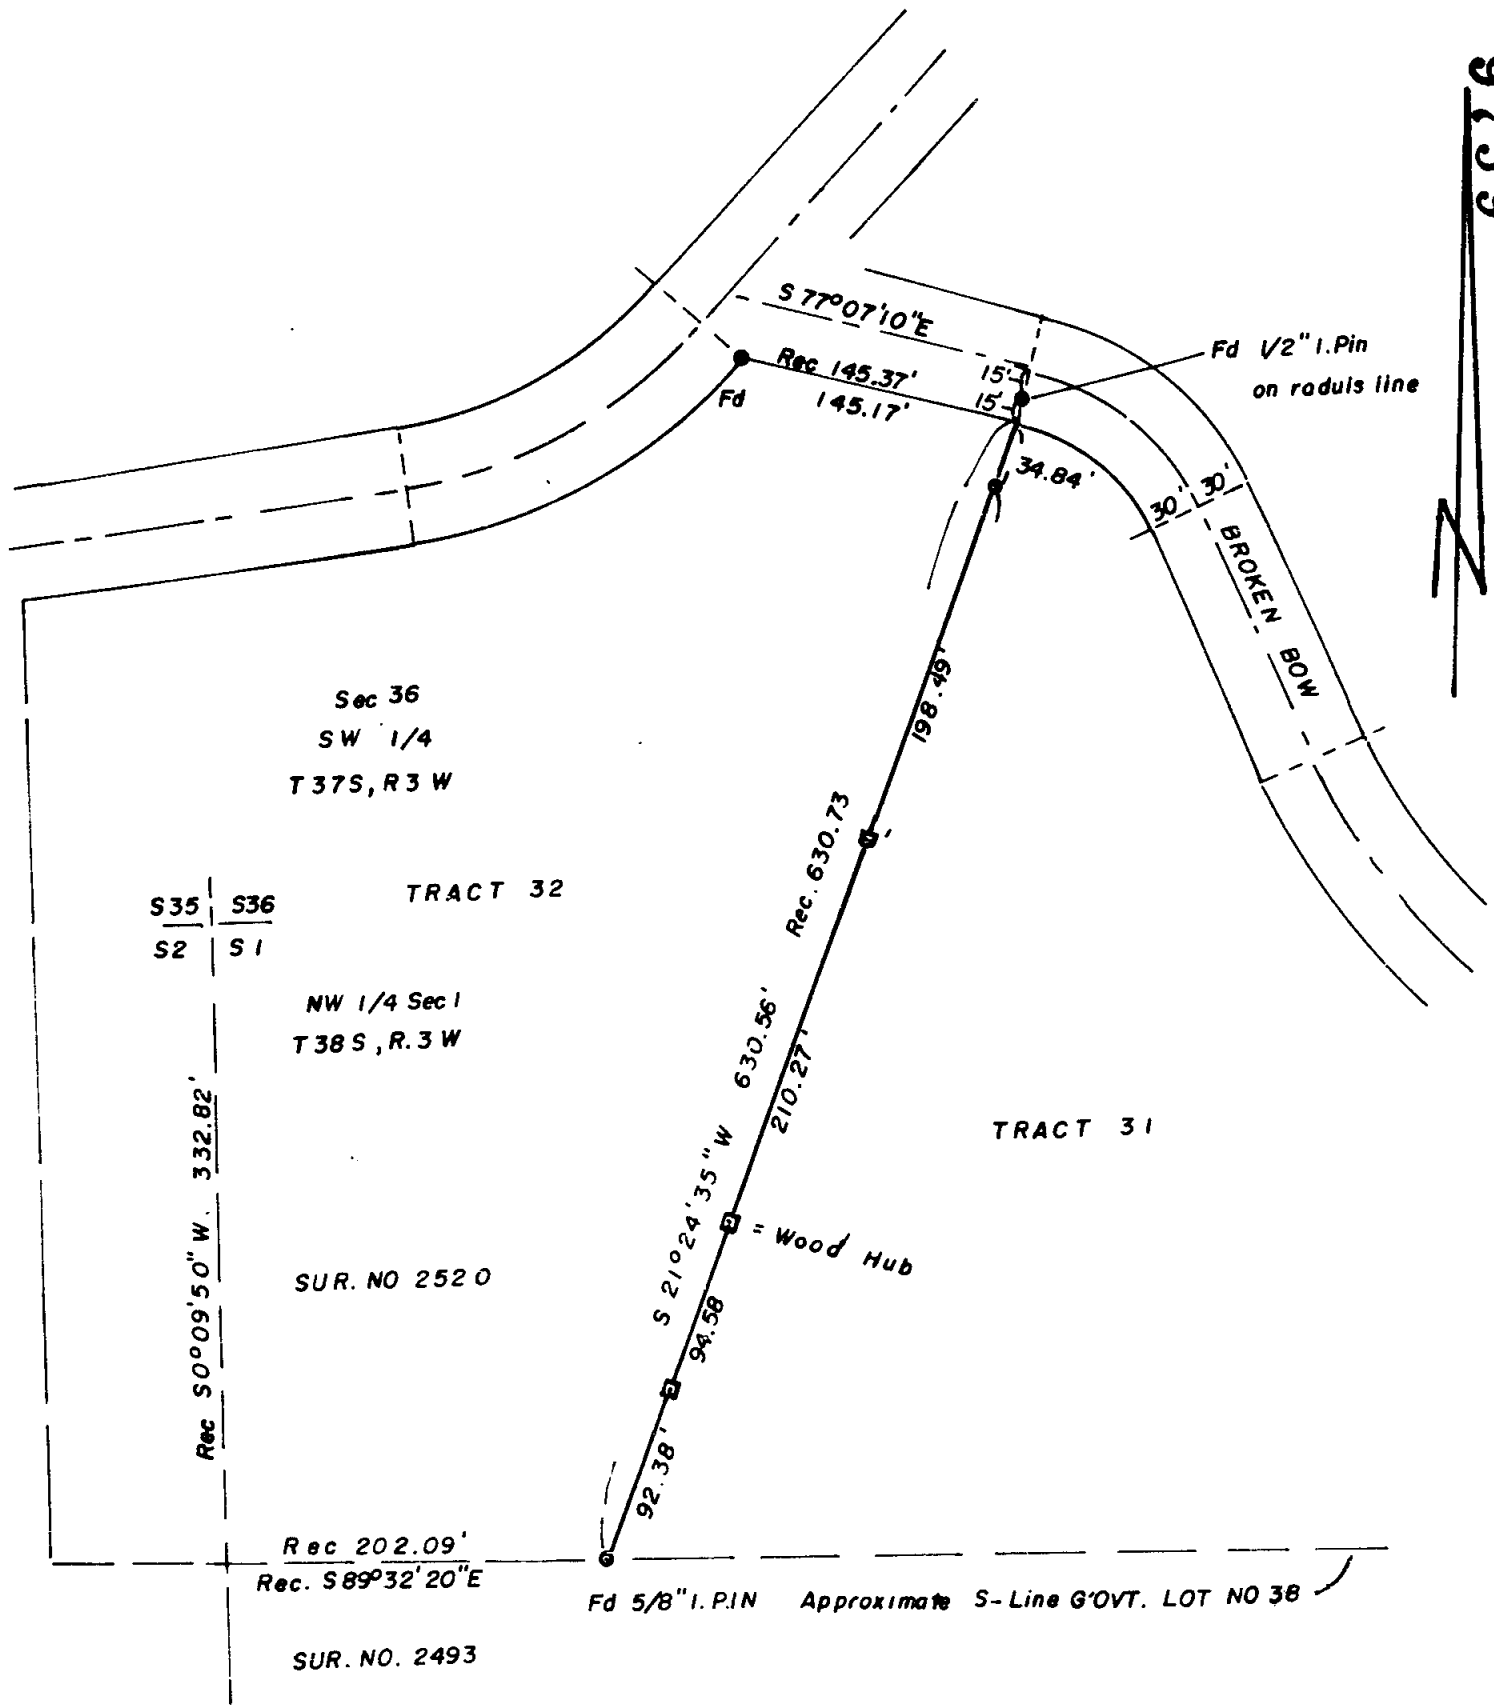 S 77°07'10"E
Rec 145.37'
145.17'
Fd
15'
15'
Fd 1/2" I.Pin
on raduis line
34.84'
30'
30'
BROKEN BOW
N
198.49'
Sec 36
SW 1/4
T 37S, R 3 W
Rec. 630.73
TRACT 32
S35 S36
S2 S1
NW 1/4 Sec 1
T 38 S, R. 3 W
630.56'
210.27'
S 21°24'35" W
TRACT 31
Rec S0°09'50" W. 332.82'
= Wood Hub
SUR. NO 2520
94.58
92.38'
Rec 202.09'
Rec. S89°32'20"E
Fd 5/8" I. PIN
Approximate S-Line G'OVT. LOT NO 38
SUR. NO. 2493